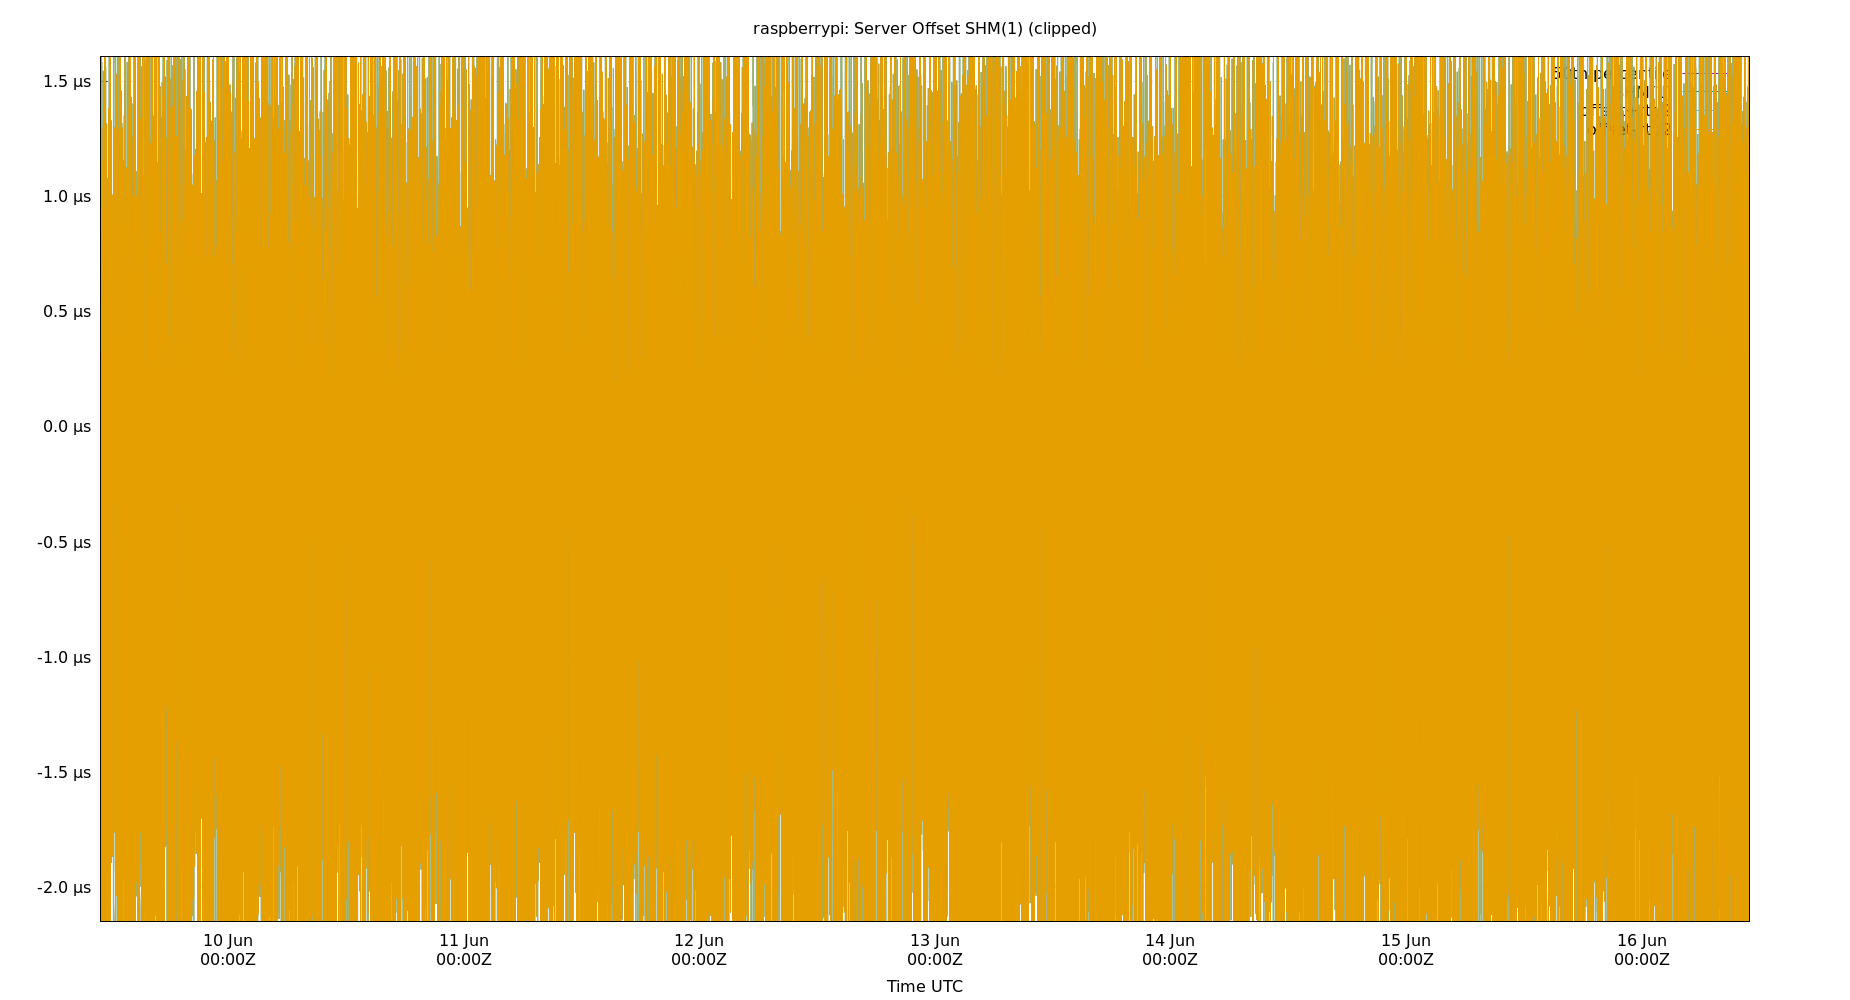 raspberrypi: Server Offset SHM(1) (clipped)
1.5 µs
1.0 µs
0.5 µs
0.0 µs
-0.5 µs
-1.0 µs
-1.5 µs
-2.0 µs
10 Jun 11 Jun 12 Jun 13 Jun 14 Jun 15 Jun 16 Jun
00:00Z 00:00Z 00:00Z 00:00Z 00:00Z 00:00Z 00:00Z
Time UTC